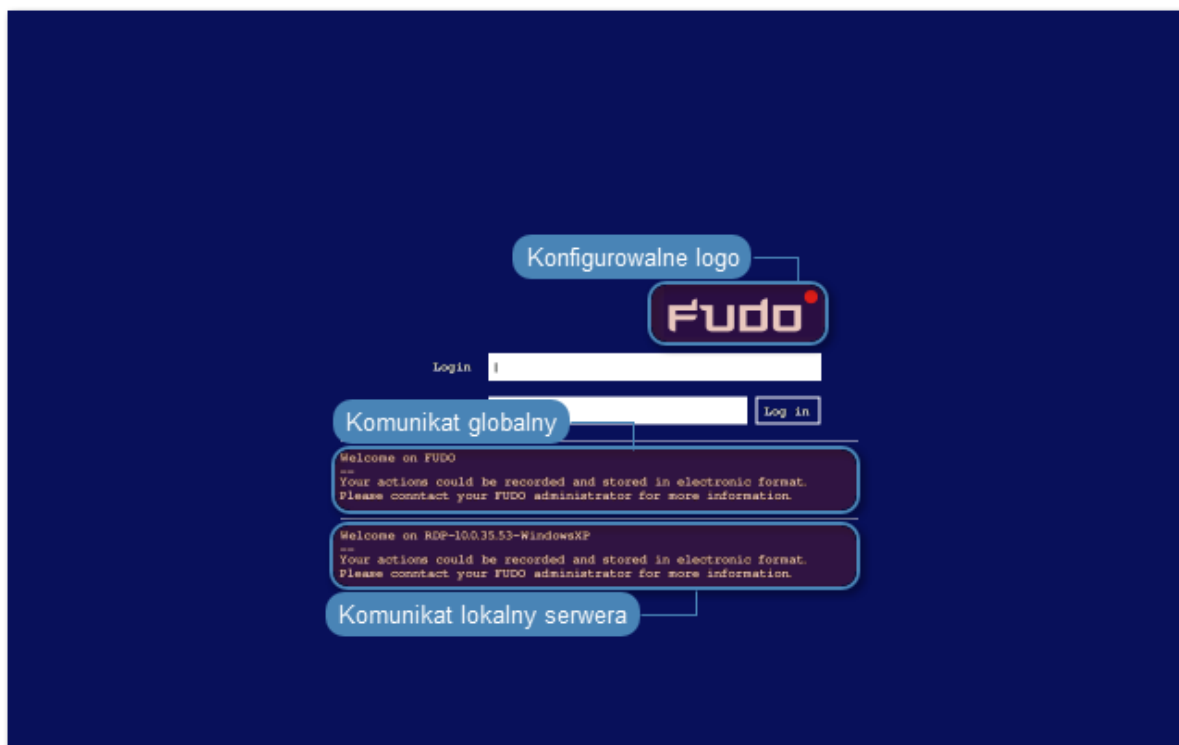 Konfigurowalne logo
FUDO
Login
Log in
Komunikat globalny
Welcome on FUDO
--
Your actions could be recorded and stored in electronic format.
Please conntact your FUDO administrator for more information.
Welcome on RDP-10.0.35.53-WindowsXP
--
Your actions could be recorded and stored in electronic format.
Please conntact your FUDO administrator for more information.
Komunikat lokalny serwera